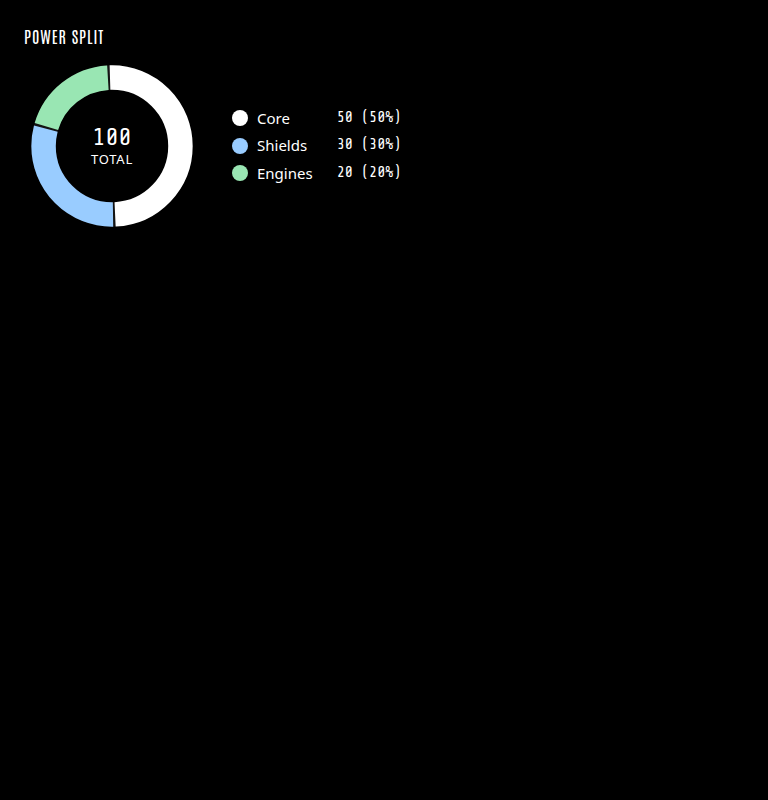 POWER SPLIT
100
TOTAL
Core 50 (50%)
Shields 30 (30%)
Engines 20 (20%)